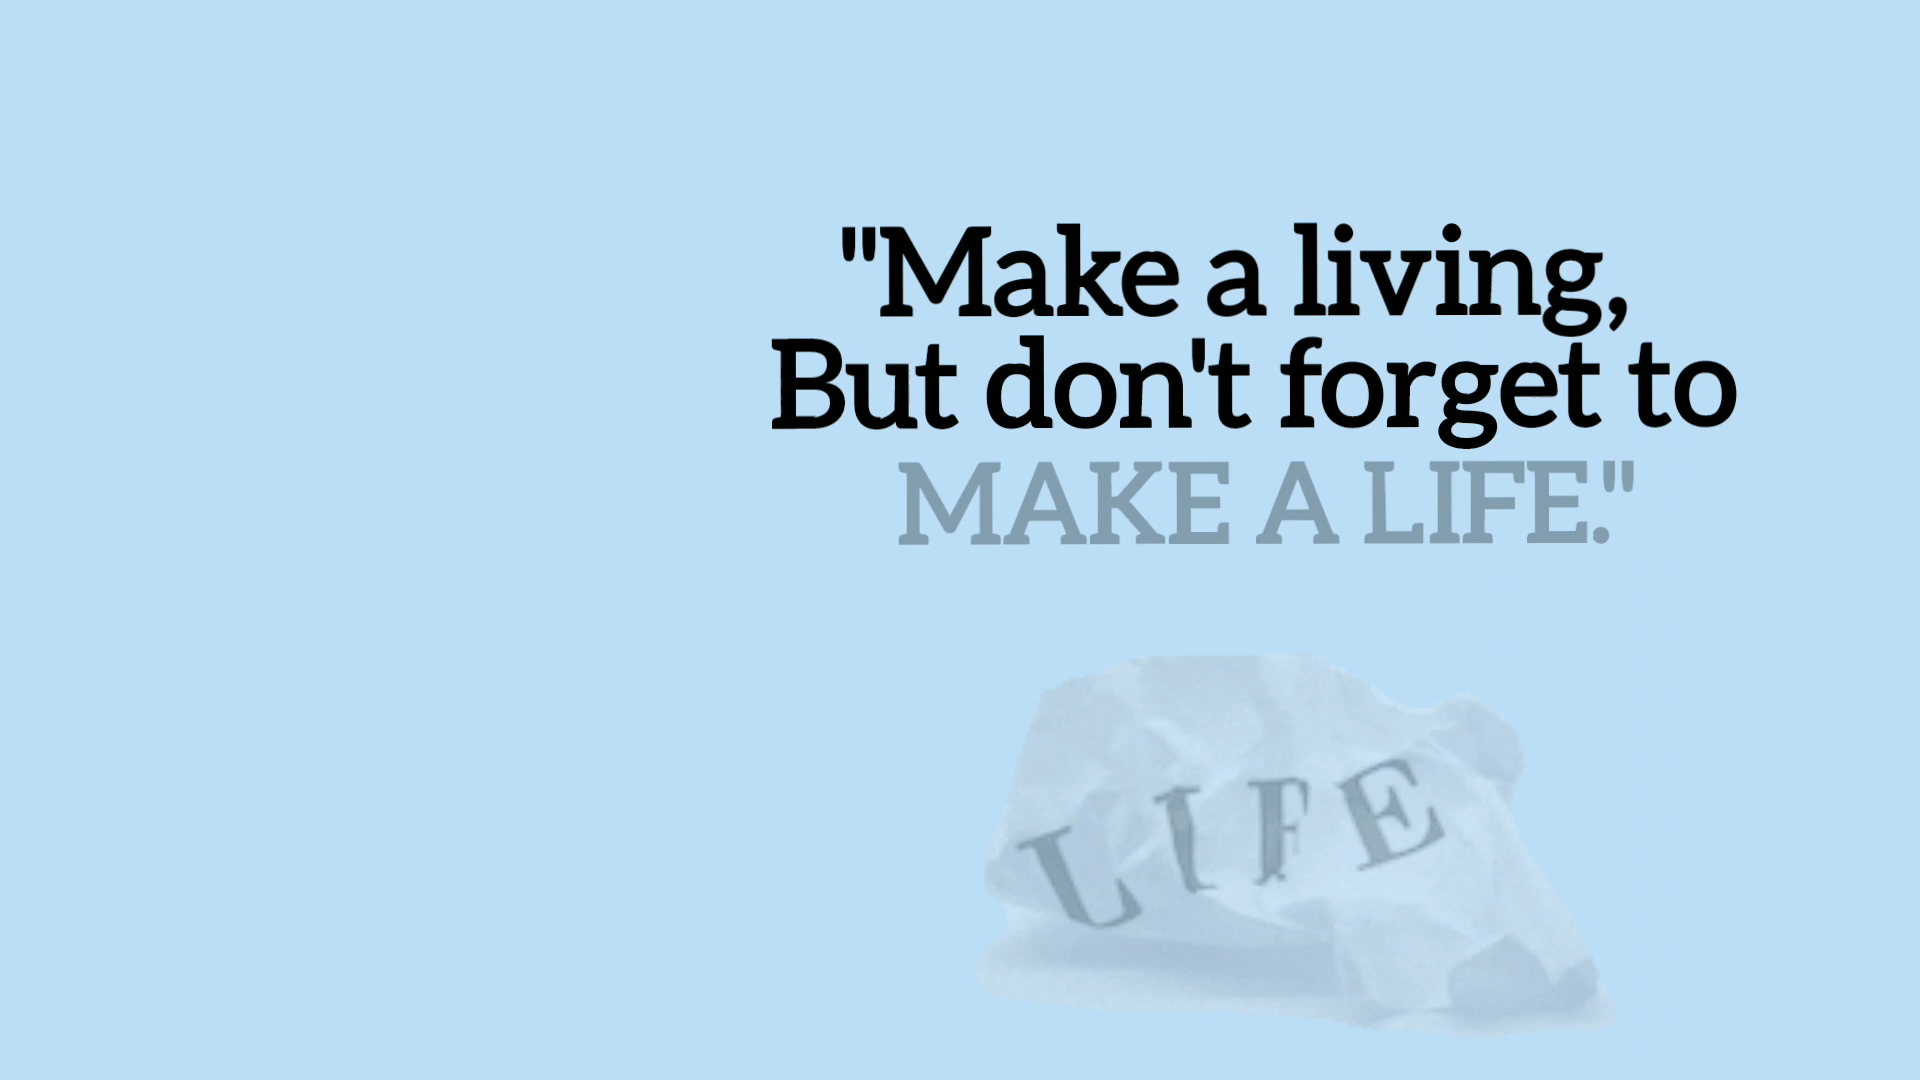 "Make a living,
But don't forget to
MAKE A LIFE."
LIFE